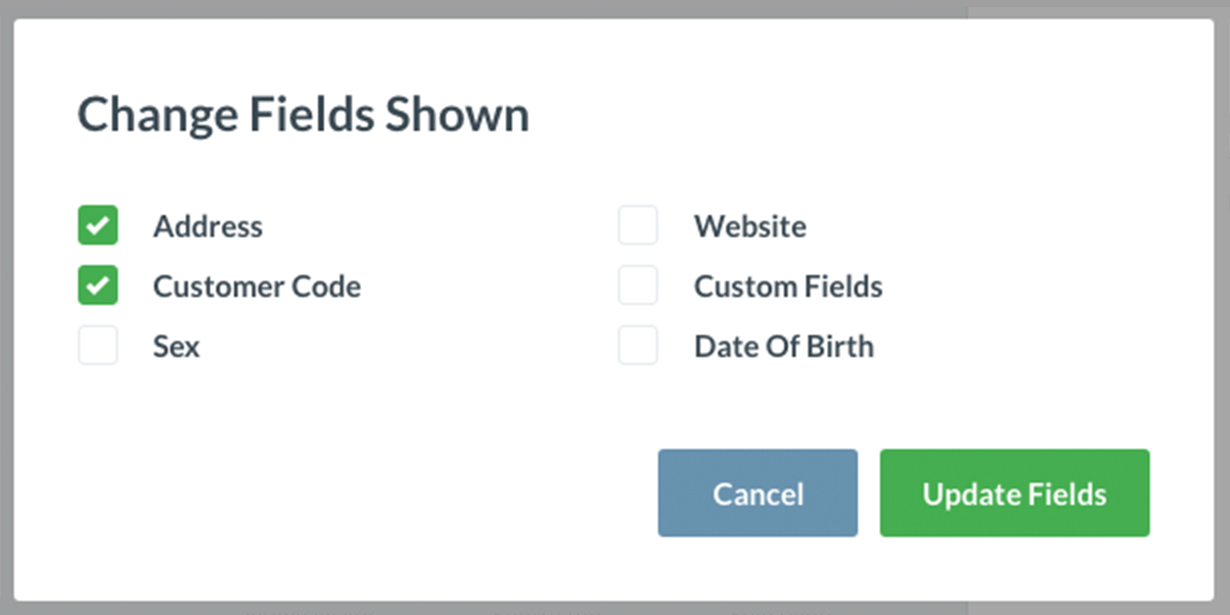 Change Fields Shown
Address
Website
Customer Code
Custom Fields
Sex
Date Of Birth
Cancel
Update Fields